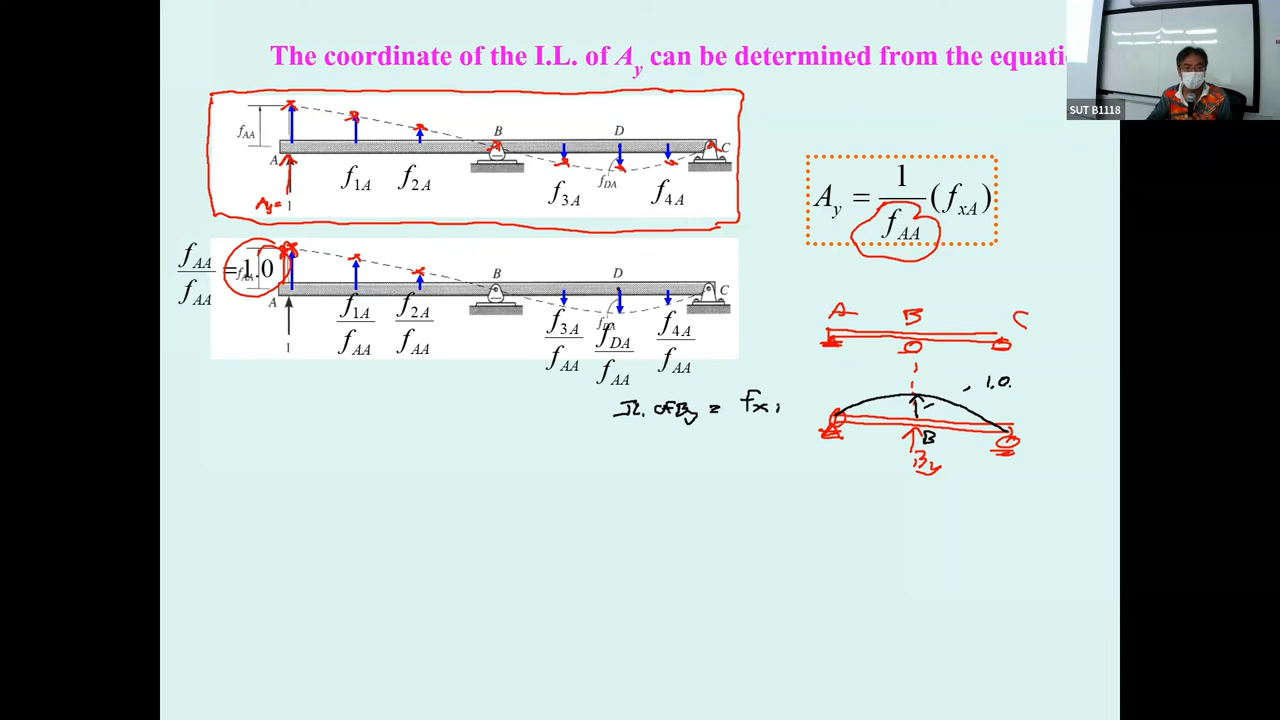 The coordinate of the I.L. of Ay can be determined from the equati
SUT B1118
fAA
A
B
D
C
f1A
f2A
f3A
fDA
f4A
Ay=
1
Ay = 1/fAA (fxA)
fAA/fAA = 1.0
A
B
D
C
f1A/fAA
f2A/fAA
f3A/fAA
fDA/fAA
f4A/fAA
1
A B C
1.0.
B
By
I.L. of By = fx